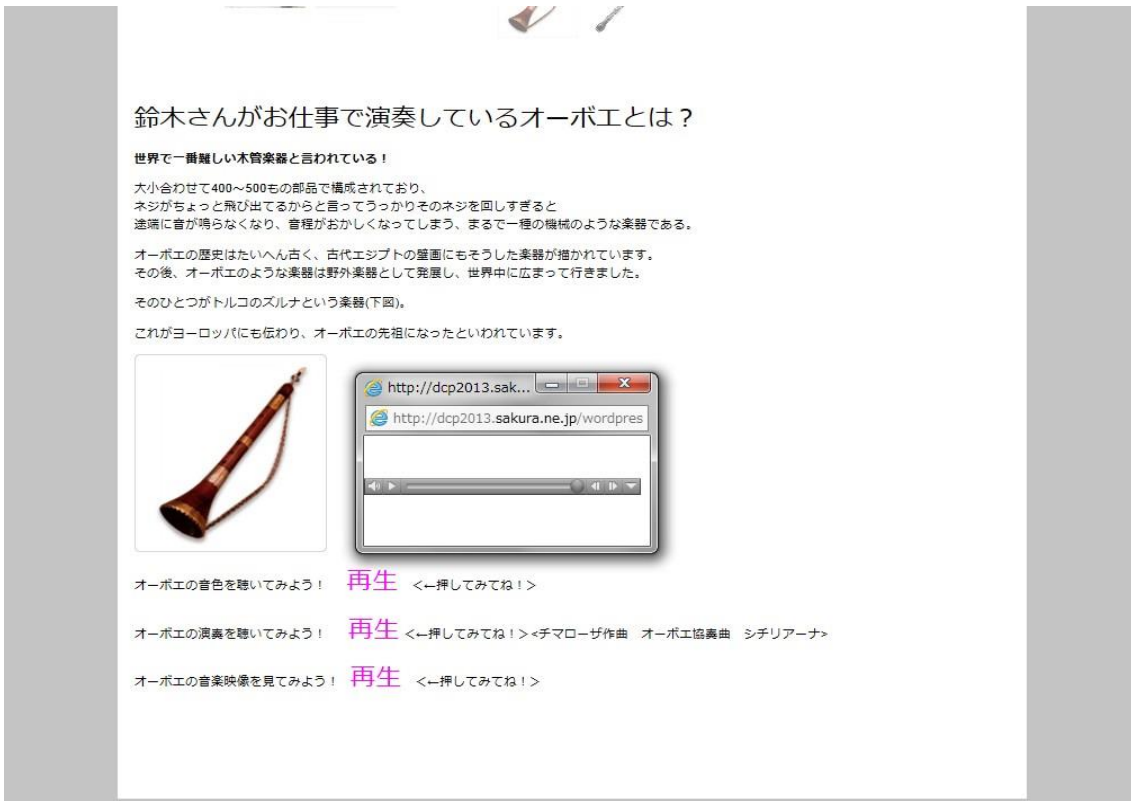 鈴木さんがお仕事で演奏しているオーボエとは？
世界で一番難しい木管楽器と言われている！
大小合わせて400～500もの部品で構成されており、
ネジがちょっと飛び出てるからと言ってうっかりそのネジを回しすぎると
途端に音が鳴らなくなり、音程がおかしくなってしまう、まるで一種の機械のような楽器である。
オーボエの歴史はたいへん古く、古代エジプトの壁画にもそうした楽器が描かれています。
その後、オーボエのような楽器は野外楽器として発展し、世界中に広まって行きました。
そのひとつがトルコのズルナという楽器(下図)。
これがヨーロッパにも伝わり、オーボエの先祖になったといわれています。
http://dcp2013.sak...
http://dcp2013.sakura.ne.jp/wordpres
オーボエの音色を聴いてみよう！ 再生 ＜←押してみてね！＞
オーボエの演奏を聴いてみよう！ 再生 ＜←押してみてね！＞<チマローザ作曲 オーボエ協奏曲 シチリアーナ>
オーボエの音楽映像を見てみよう！ 再生 ＜←押してみてね！＞